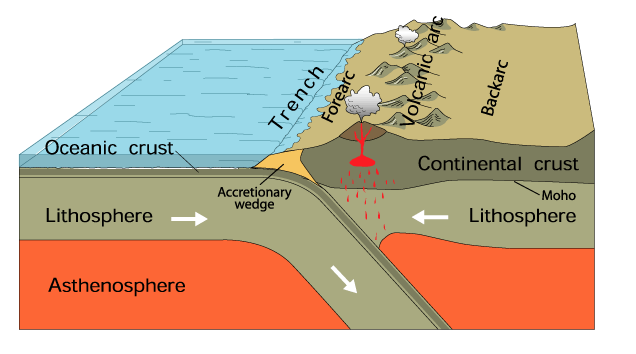 Trench
Forearc
Volcanic arc
Backarc
Oceanic crust
Continental crust
Accretionary
wedge
Moho
Lithosphere
Lithosphere
Asthenosphere